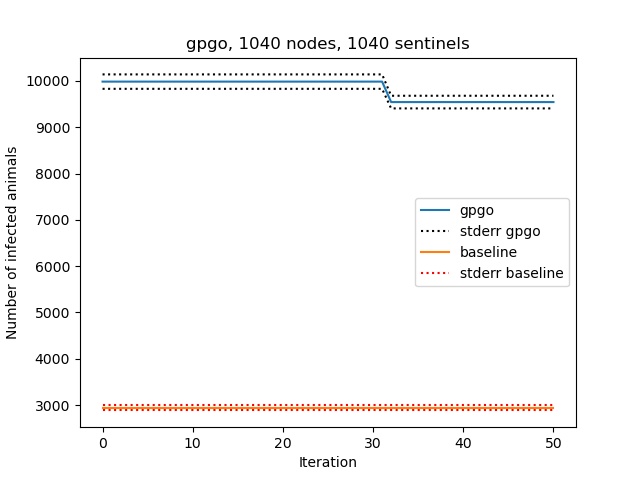 gpgo, 1040 nodes, 1040 sentinels
10000
9000
8000
7000
6000
5000
4000
3000
Number of infected animals
gpgo
stderr gpgo
baseline
stderr baseline
0 10 20 30 40 50
Iteration